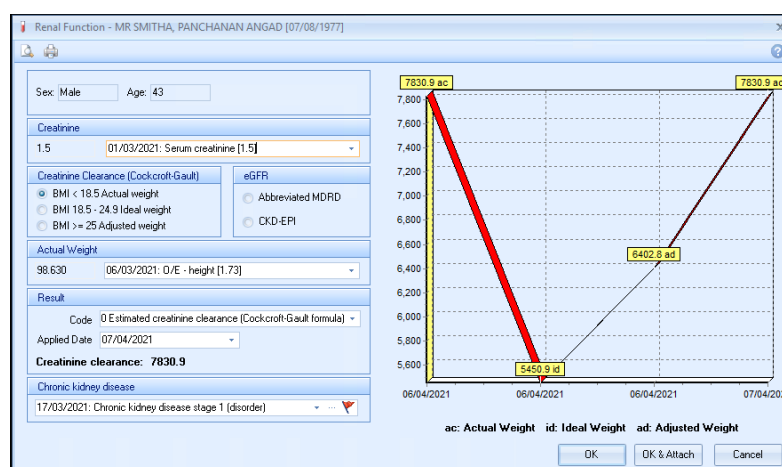 Renal Function - MR SMITHA, PANCHANAN ANGAD [07/08/1977]
Sex: Male Age: 43
Creatinine
1.5 01/03/2021: Serum creatinine [1.5]
Creatinine Clearance (Cockcroft-Gault)
BMI < 18.5 Actual weight
BMI 18.5 - 24.9 Ideal weight
BMI >= 25 Adjusted weight
eGFR
Abbreviated MDRD
CKD-EPI
Actual Weight
98.630 06/03/2021: O/E - height [1.73]
Result
Code 0 Estimated creatinine clearance (Cockcroft-Gault formula)
Applied Date 07/04/2021
Creatinine clearance: 7830.9
Chronic kidney disease
17/03/2021: Chronic kidney disease stage 1 (disorder)
7830.9 ac
7830.9 ad
7,800
7,600
7,400
7,200
7,000
6,800
6,600
6,400
6,200
6,000
5,800
5,600
6402.8 ad
5450.9 id
06/04/2021 06/04/2021 06/04/2021 07/04/202
ac: Actual Weight id: Ideal Weight ad: Adjusted Weight
OK OK & Attach Cancel